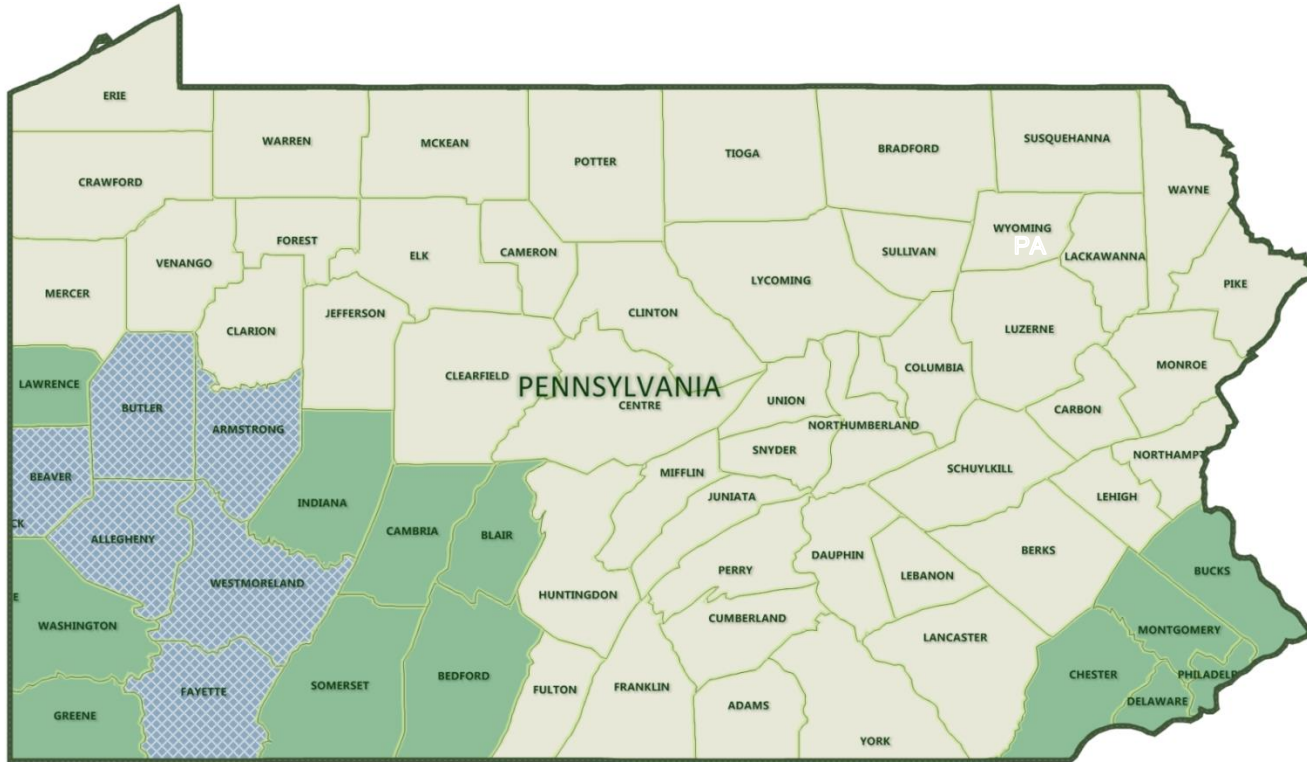 ERIE
WARREN
MCKEAN
POTTER
TIOGA
BRADFORD
SUSQUEHANNA
CRAWFORD
WAYNE
FOREST
ELK
CAMERON
SULLIVAN
WYOMING
PA
LACKAWANNA
VENANGO
LYCOMING
MERCER
PIKE
CLARION
JEFFERSON
CLINTON
LUZERNE
MONROE
LAWRENCE
CLEARFIELD
PENNSYLVANIA
COLUMBIA
BUTLER
CENTRE
UNION
CARBON
ARMSTRONG
NORTHUMBERLAND
SNYDER
NORTHAMPT
BEAVER
MIFFLIN
SCHUYLKILL
LEHIGH
INDIANA
JUNIATA
CK
CAMBRIA
BLAIR
ALLEGHENY
DAUPHIN
BERKS
WESTMORELAND
PERRY
LEBANON
BUCKS
E
HUNTINGDON
WASHINGTON
CUMBERLAND
MONTGOMERY
LANCASTER
SOMERSET
BEDFORD
FULTON
FRANKLIN
CHESTER
PHILADELP
FAYETTE
DELAWARE
GREENE
ADAMS
YORK